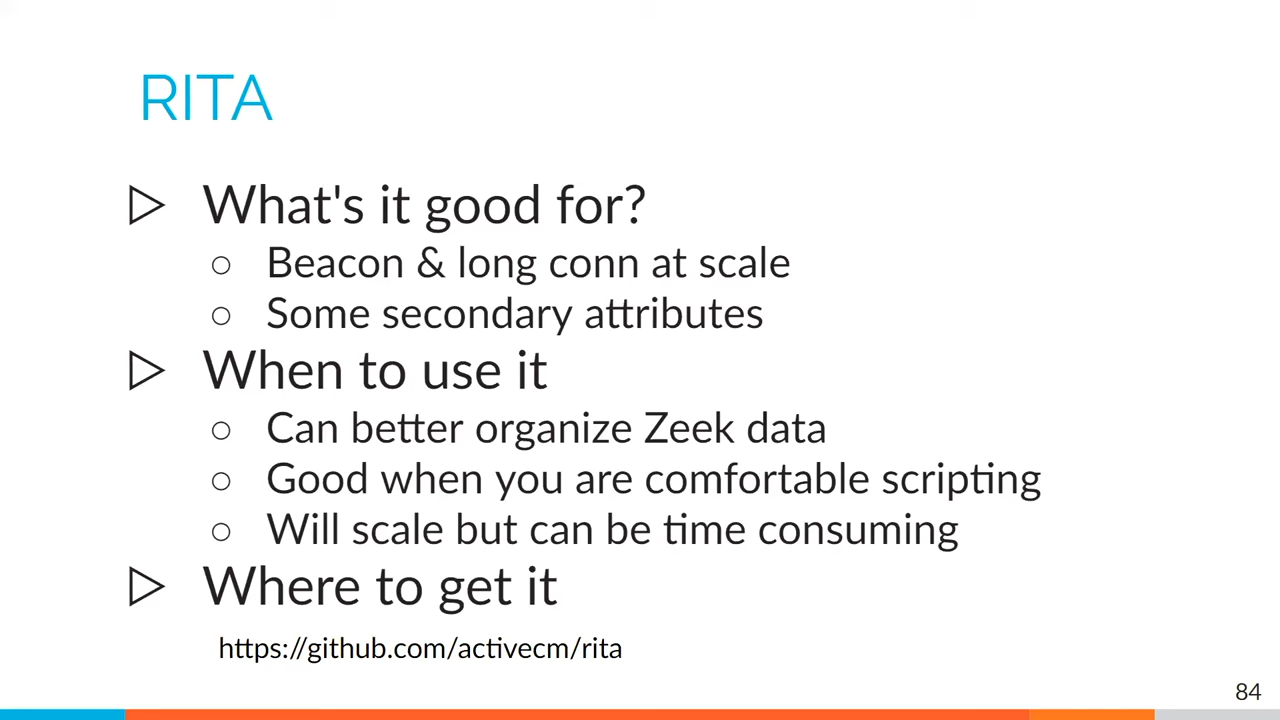 RITA
What's it good for?
Beacon & long conn at scale
Some secondary attributes
When to use it
Can better organize Zeek data
Good when you are comfortable scripting
Will scale but can be time consuming
Where to get it
https://github.com/activecm/rita
84